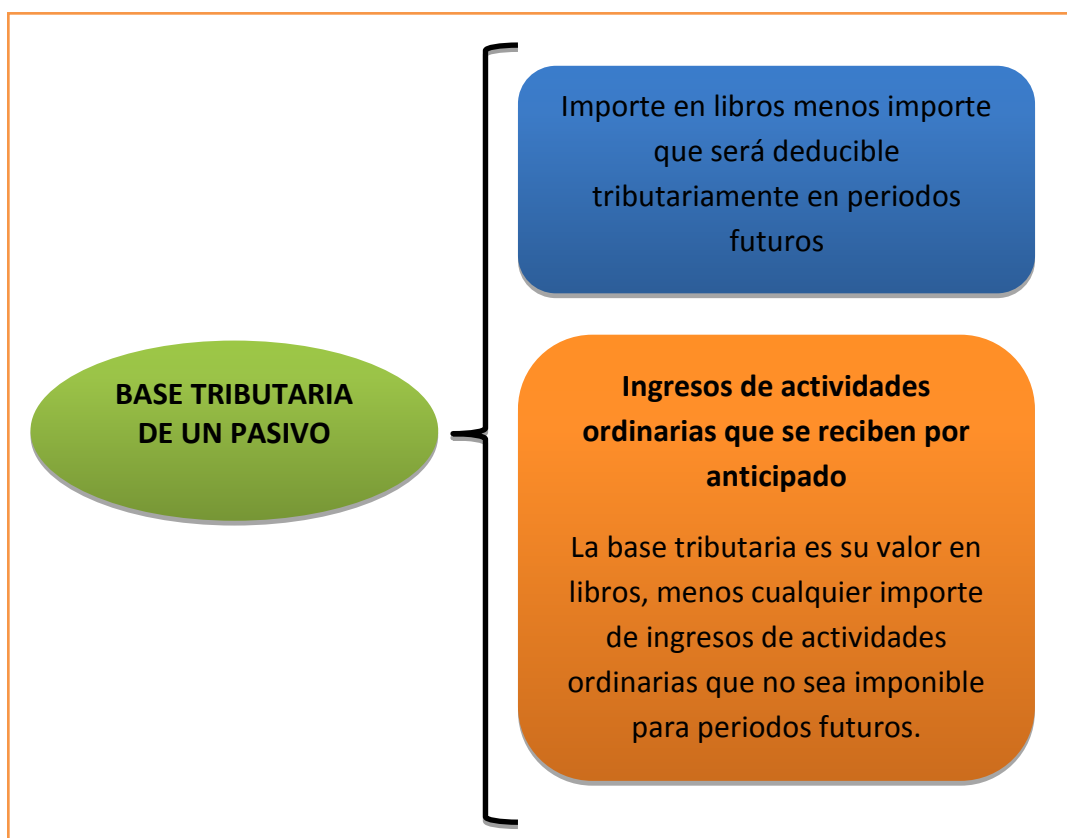 BASE TRIBUTARIA
DE UN PASIVO
Importe en libros menos importe
que será deducible
tributariamente en periodos
futuros
Ingresos de actividades
ordinarias que se reciben por
anticipado
La base tributaria es su valor en
libros, menos cualquier importe
de ingresos de actividades
ordinarias que no sea imponible
para periodos futuros.